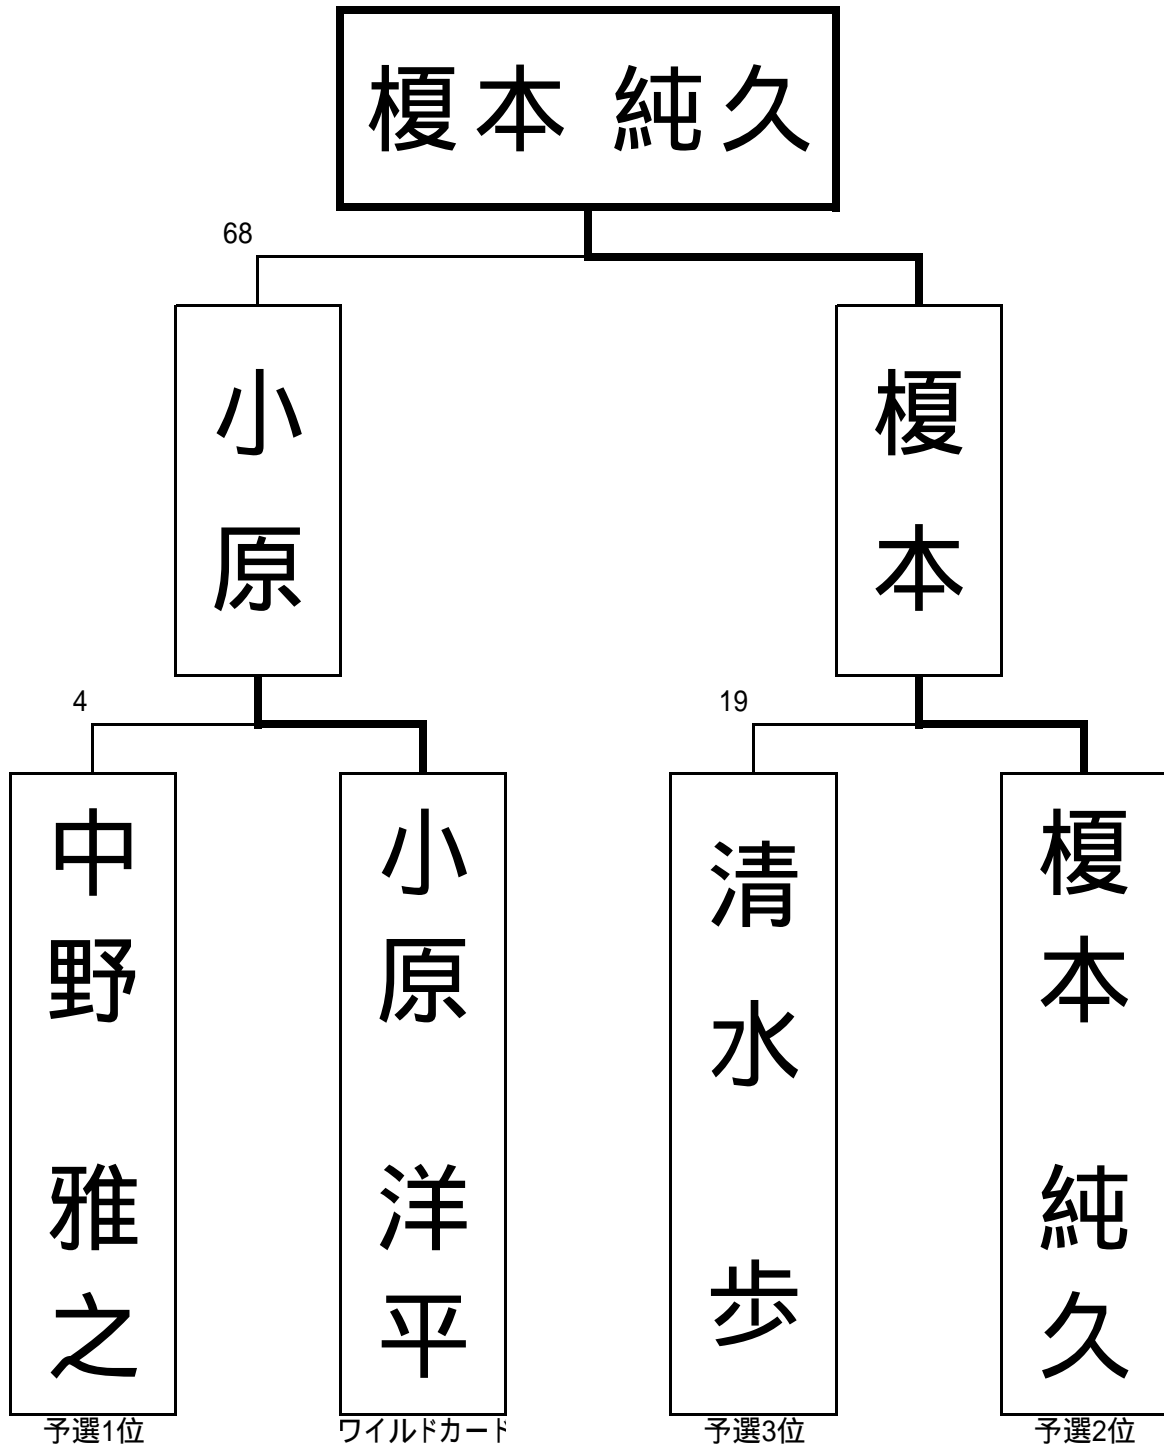 榎本 純久
68
小原
榎本
4
19
中野 雅之
小原 洋平
清水 歩
榎本 純久
予選1位
ワイルドカード
予選3位
予選2位